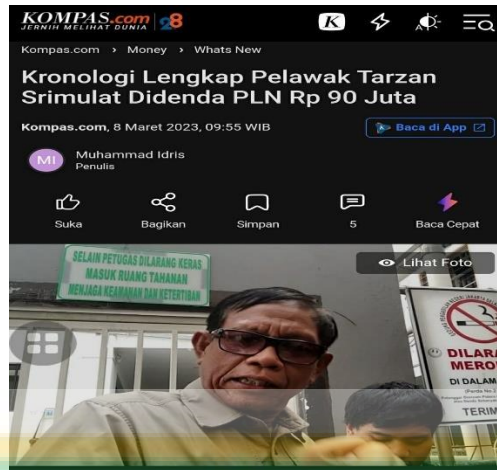 KOMPAS.com 28
JERNIH MELIHAT DUNIA
K
Kompas.com › Money › Whats New
Kronologi Lengkap Pelawak Tarzan
Srimulat Didenda PLN Rp 90 Juta
Kompas.com, 8 Maret 2023, 09:55 WIB
Baca di App
MI
Muhammad Idris
Penulis
Suka
Bagikan
Simpan
5
Baca Cepat
Lihat Foto
SELAIN PETUGAS DILARANG KERAS
MASUK RUANG TAHANAN
MENJAGA KEAMANAN DAN KETERTIBAN
DILARA
MEROK
DI DALAM
TERIM